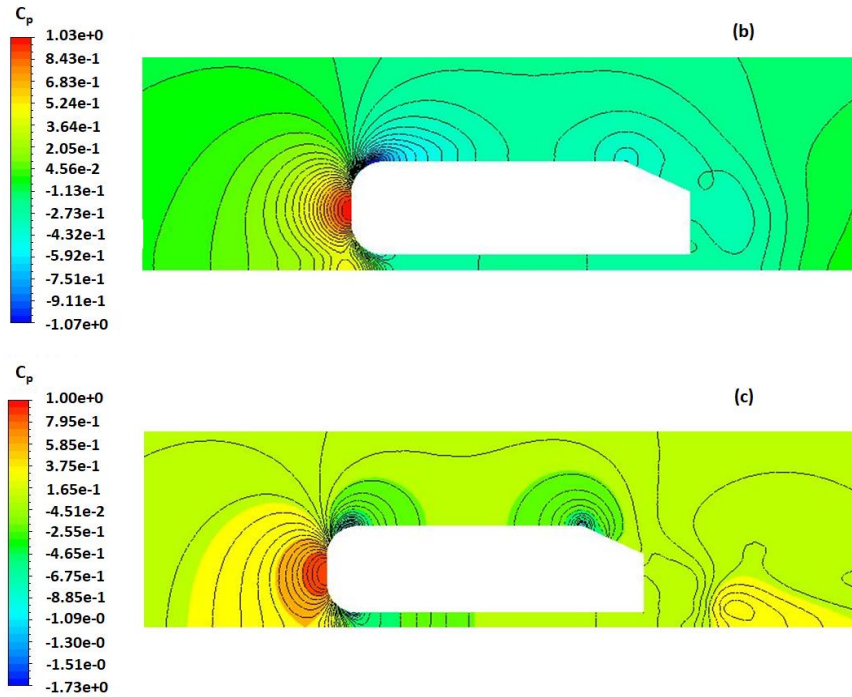 Cp
(b)
1.03e+0
8.43e-1
6.83e-1
5.24e-1
3.64e-1
2.05e-1
4.56e-2
-1.13e-1
-2.73e-1
-4.32e-1
-5.92e-1
-7.51e-1
-9.11e-1
-1.07e+0
Cp
(c)
1.00e+0
7.95e-1
5.85e-1
3.75e-1
1.65e-1
-4.51e-2
-2.55e-1
-4.65e-1
-6.75e-1
-8.85e-1
-1.09e-0
-1.30e-0
-1.51e-0
-1.73e+0